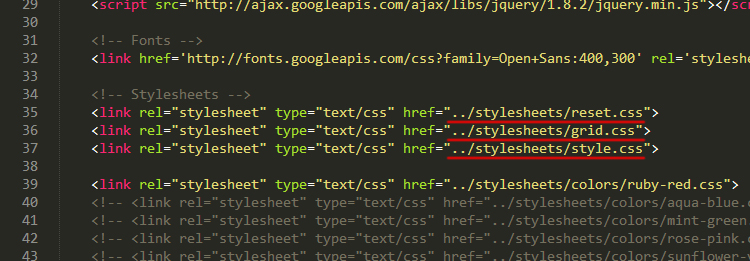 29 <script src="http://ajax.googleapis.com/ajax/libs/jquery/1.8.2/jquery.min.js"></scr
30
31 <!-- Fonts -->
32 <link href='http://fonts.googleapis.com/css?family=Open+Sans:400,300' rel='stylesh
33
34 <!-- Stylesheets -->
35 <link rel="stylesheet" type="text/css" href="../stylesheets/reset.css">
36 <link rel="stylesheet" type="text/css" href="../stylesheets/grid.css">
37 <link rel="stylesheet" type="text/css" href="../stylesheets/style.css">
38
39 <link rel="stylesheet" type="text/css" href="../stylesheets/colors/ruby-red.css">
40 <!-- <link rel="stylesheet" type="text/css" href="../stylesheets/colors/aqua-blue.c
41 <!-- <link rel="stylesheet" type="text/css" href="../stylesheets/colors/mint-green
42 <!-- <link rel="stylesheet" type="text/css" href="../stylesheets/colors/rose-pink.c
43 <!-- <link rel="stylesheet" type="text/css" href="../stylesheets/colors/sunflower-